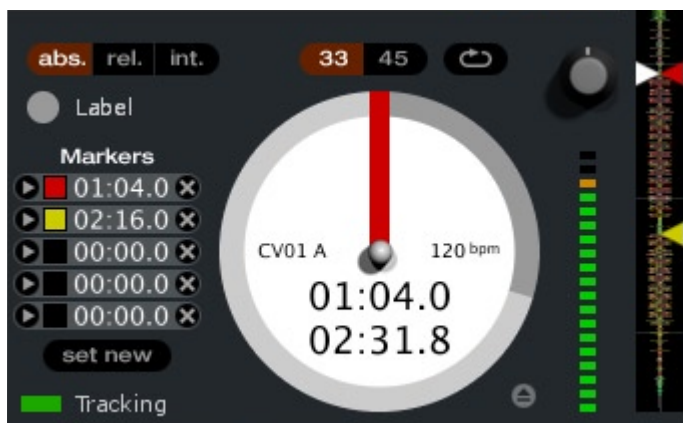 abs. rel. int.
33 45
Label
Markers
01:04.0
02:16.0
00:00.0
00:00.0
00:00.0
set new
Tracking
CV01 A
120 bpm
01:04.0
02:31.8